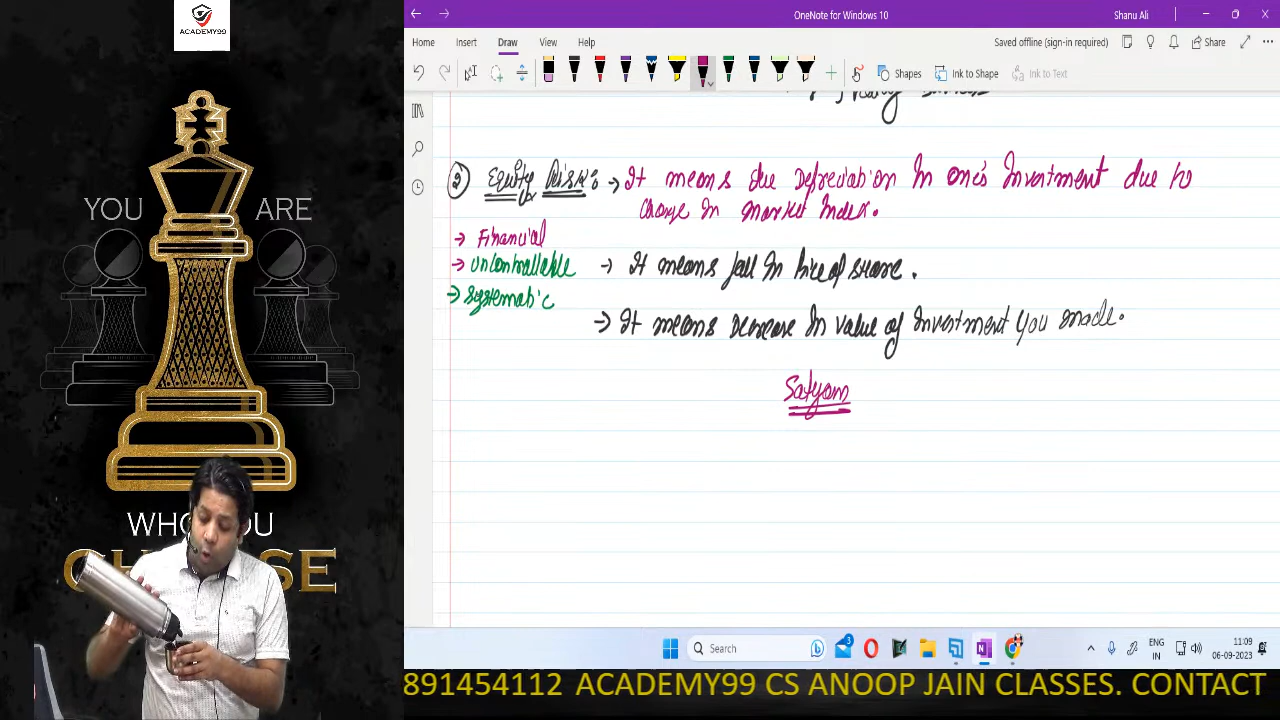 ACADEMY99
YOU ARE
WHO YOU
CHOOSE
OneNote for Windows 10
Shanu Ali
Home Insert Draw View Help
Saved offline (sign-in required)
Share
Shapes
Ink to Shape
Ink to Text
② Equity Risk: → It means the Depreciation In one's Investment due to
change In market Index.
→ Financial
→ uncontrollable
→ Systematic
→ It means fall In Price of share.
→ It means Decrease In value of Investment you made.
Satyam
Search
3
ENG
IN
11:09
06-09-2023
891454112 ACADEMY99 CS ANOOP JAIN CLASSES. CONTACT